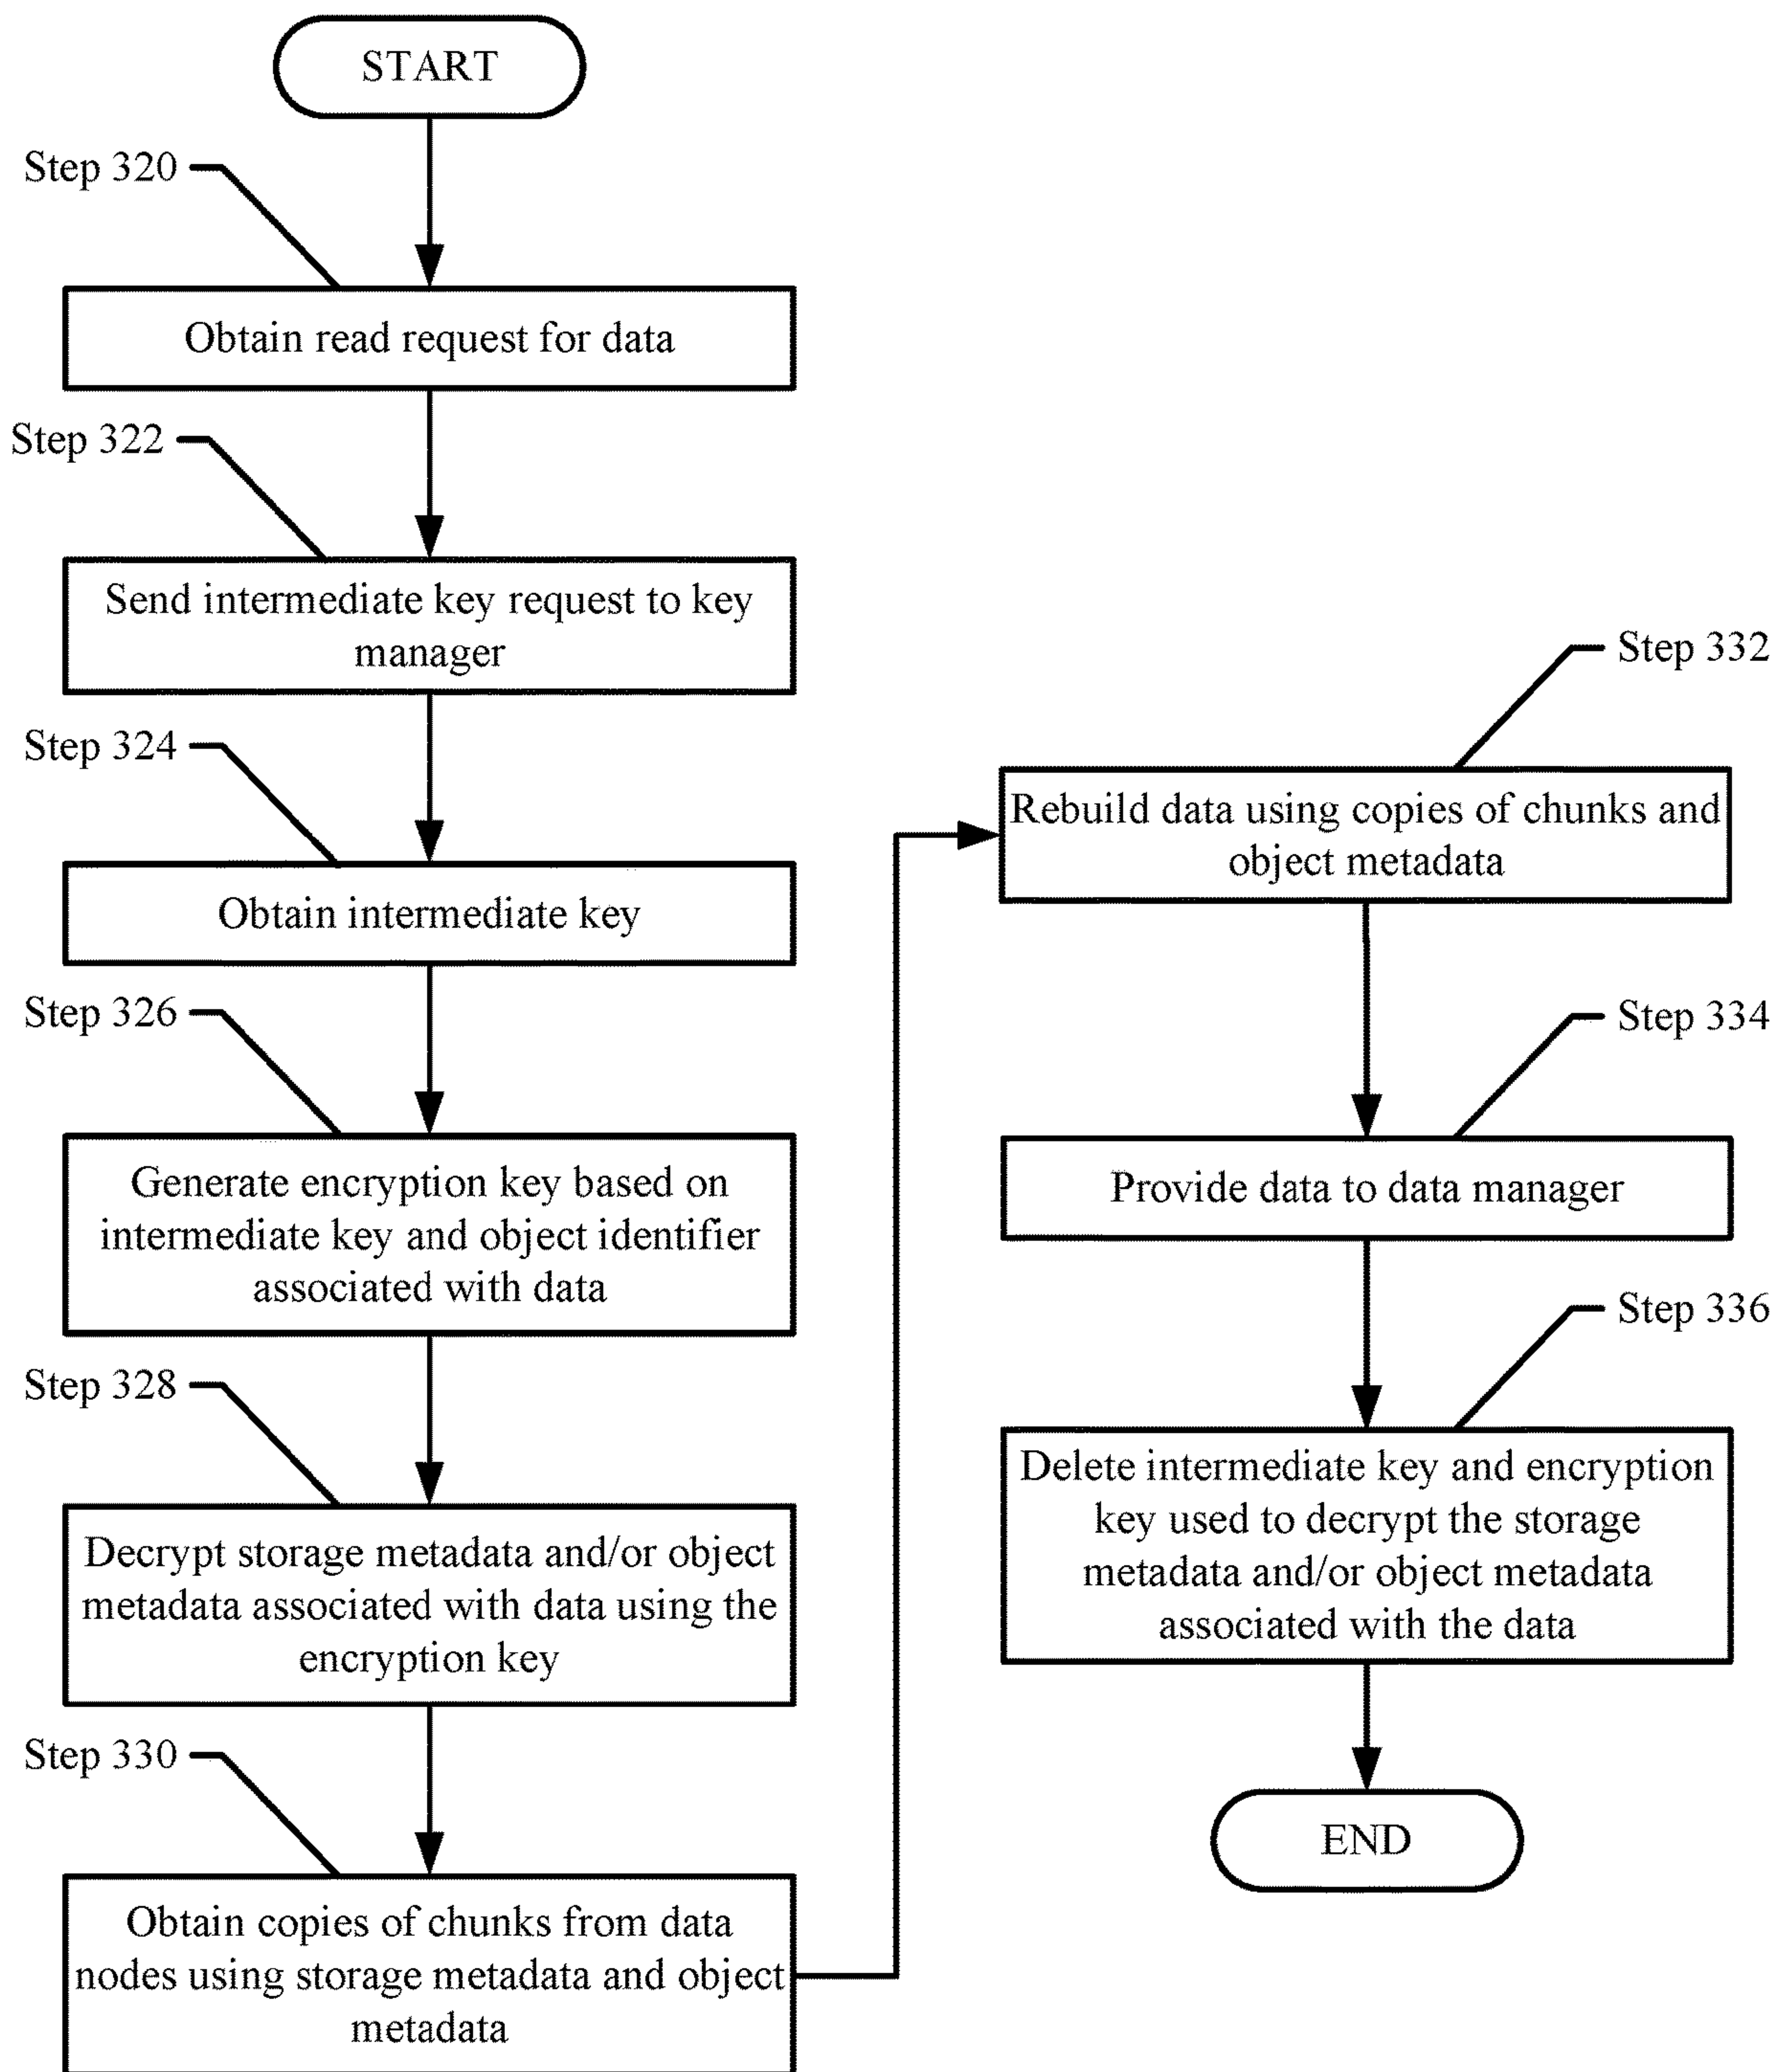 START
Step 320
Obtain read request for data
Step 322
Send intermediate key request to key
manager
Step 324
Obtain intermediate key
Step 326
Generate encryption key based on
intermediate key and object identifier
associated with data
Step 328
Decrypt storage metadata and/or object
metadata associated with data using the
encryption key
Step 330
Obtain copies of chunks from data
nodes using storage metadata and object
metadata
Step 332
Rebuild data using copies of chunks and
object metadata
Step 334
Provide data to data manager
Step 336
Delete intermediate key and encryption
key used to decrypt the storage
metadata and/or object metadata
associated with the data
END